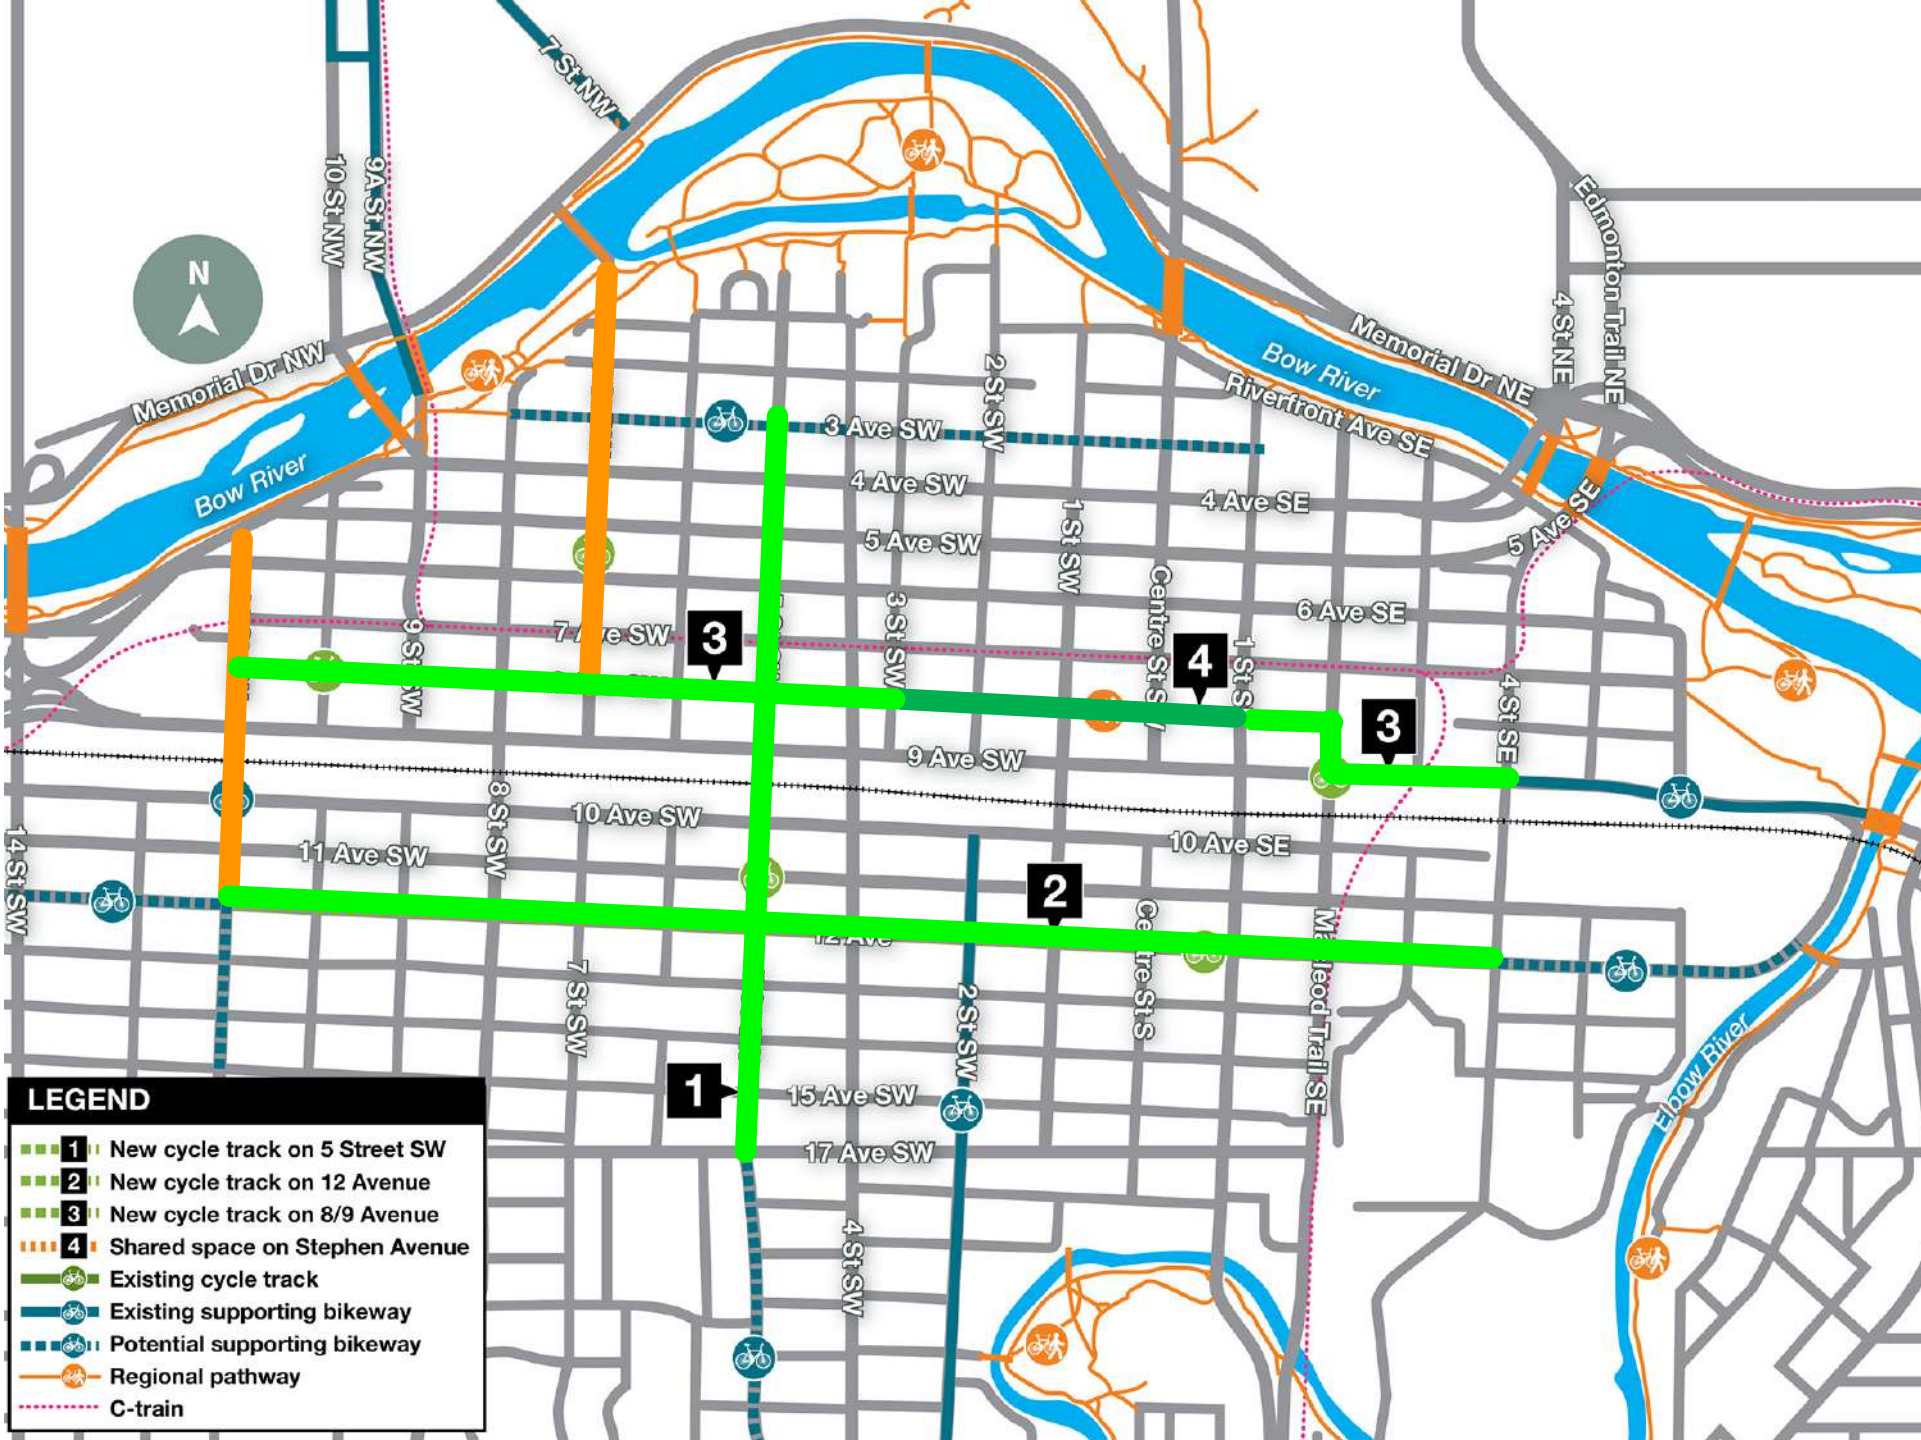 7 St NW
10 St NW
9A St NW
N
Memorial Dr NW
Bow River
Edmonton Trail NE
4 St NE
Memorial Dr NE
Bow River
Riverfront Ave SE
2 St SW
3 Ave SW
4 Ave SW
4 Ave SE
5 Ave SW
5 Ave SE
1 St SW
Centre St S
6 Ave SE
3 St SW
9 St SW
7 Ave SW
3
4
1 St S
4 St SE
3
9 Ave SW
8 St SW
10 Ave SW
10 Ave SE
14 St SW
11 Ave SW
2
12 Ave
Centre St S
Macleod Trail SE
7 St SW
2 St SW
1
15 Ave SW
17 Ave SW
4 St SW
Elbow River
LEGEND
1 New cycle track on 5 Street SW
2 New cycle track on 12 Avenue
3 New cycle track on 8/9 Avenue
4 Shared space on Stephen Avenue
Existing cycle track
Existing supporting bikeway
Potential supporting bikeway
Regional pathway
C-train